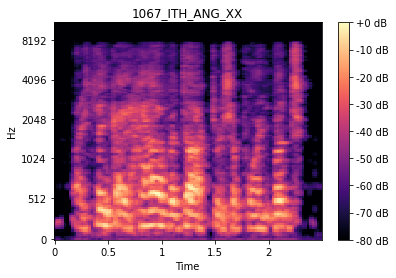 1067_ITH_ANG_XX
Hz
8192
4096
2048
1024
512
0
0
0.5
1
1.5
2
Time
+0 dB
-10 dB
-20 dB
-30 dB
-40 dB
-50 dB
-60 dB
-70 dB
-80 dB